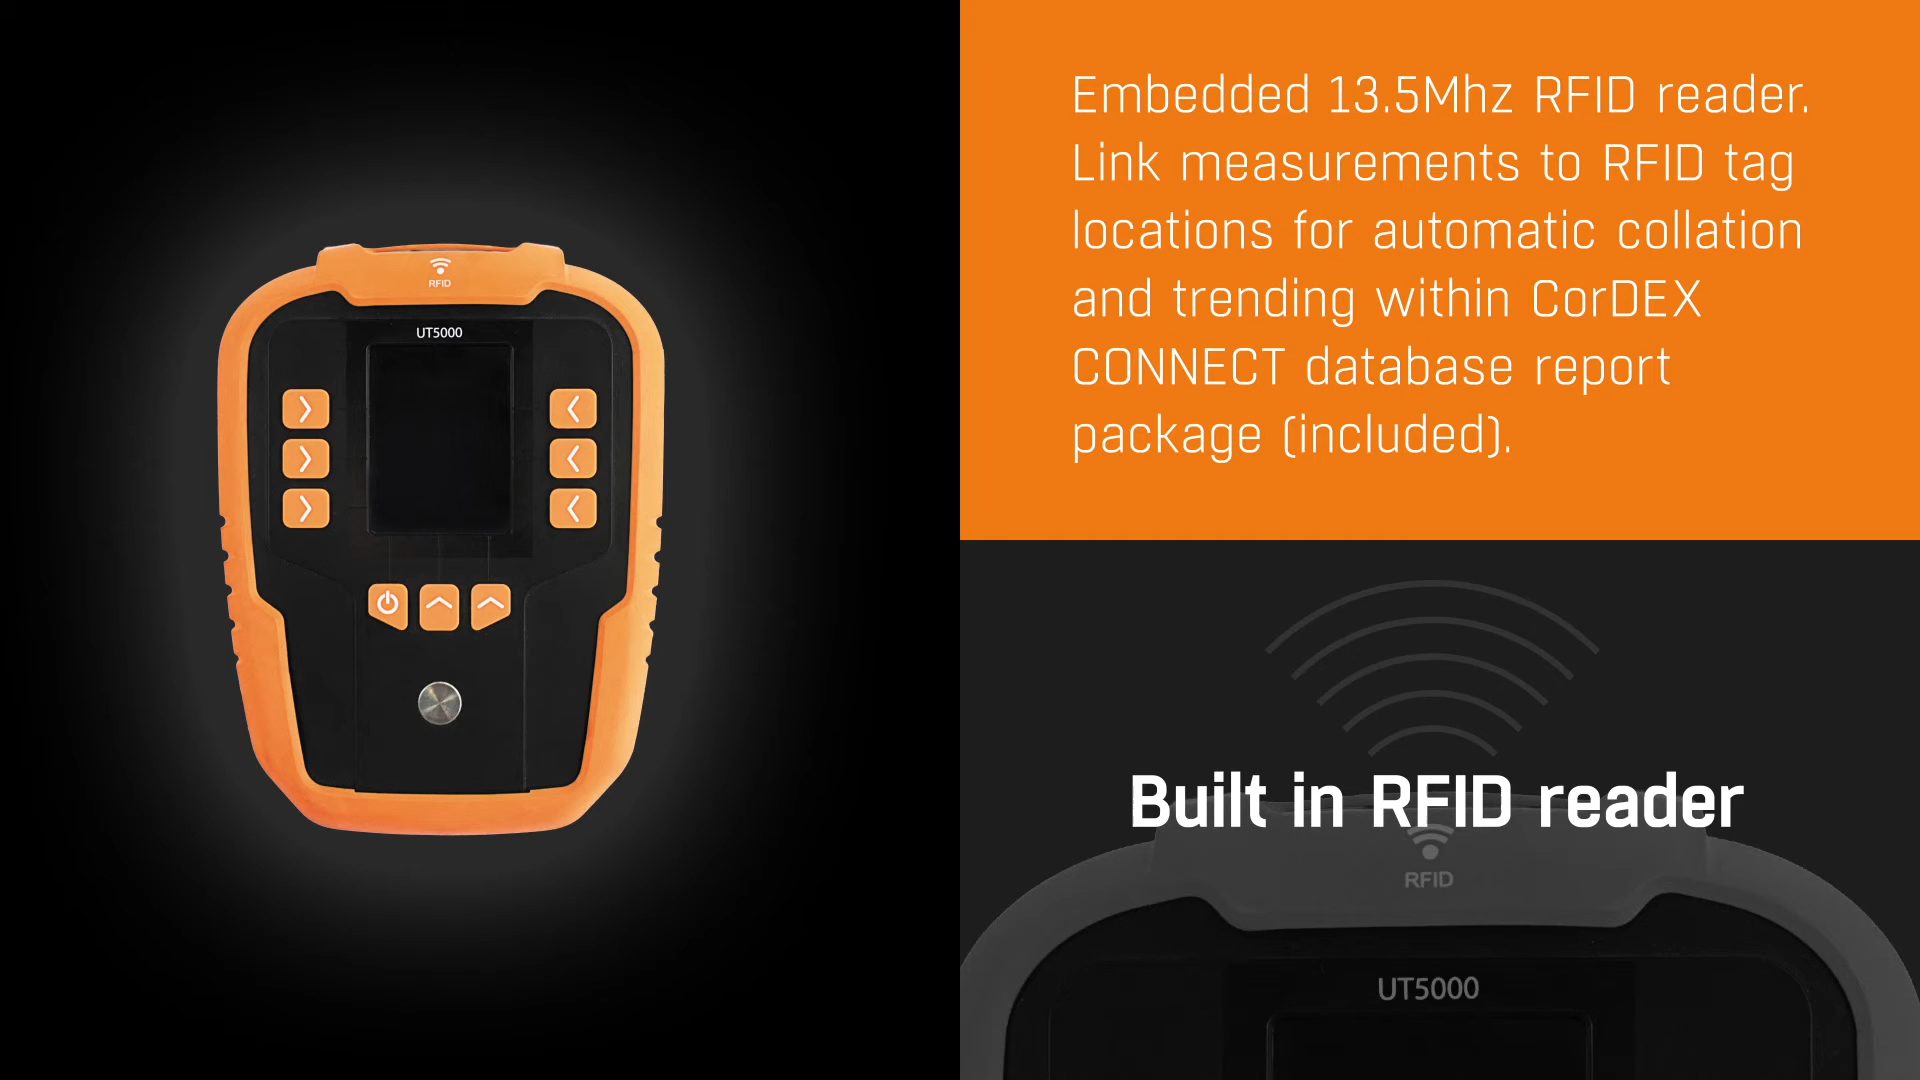 RFID
UT5000
Embedded 13.5Mhz RFID reader.
Link measurements to RFID tag
locations for automatic collation
and trending within CorDEX
CONNECT database report
package (included).
Built in RFID reader
RFID
UT5000